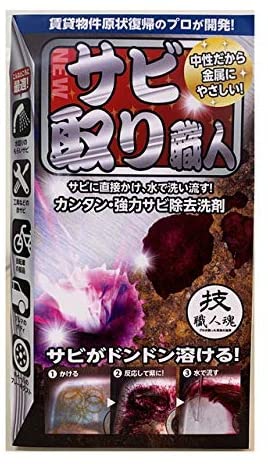 賃貸物件原状復帰のプロが開発!
NEW
サビ
取り職人
中性だから
金属に
やさしい!
サビに直接かけ、水で洗い流す!
カンタン・強力サビ除去洗剤
技
職人魂
サビがドンドン溶ける!
1 かける
2 反応して紫に!
3 水で流す